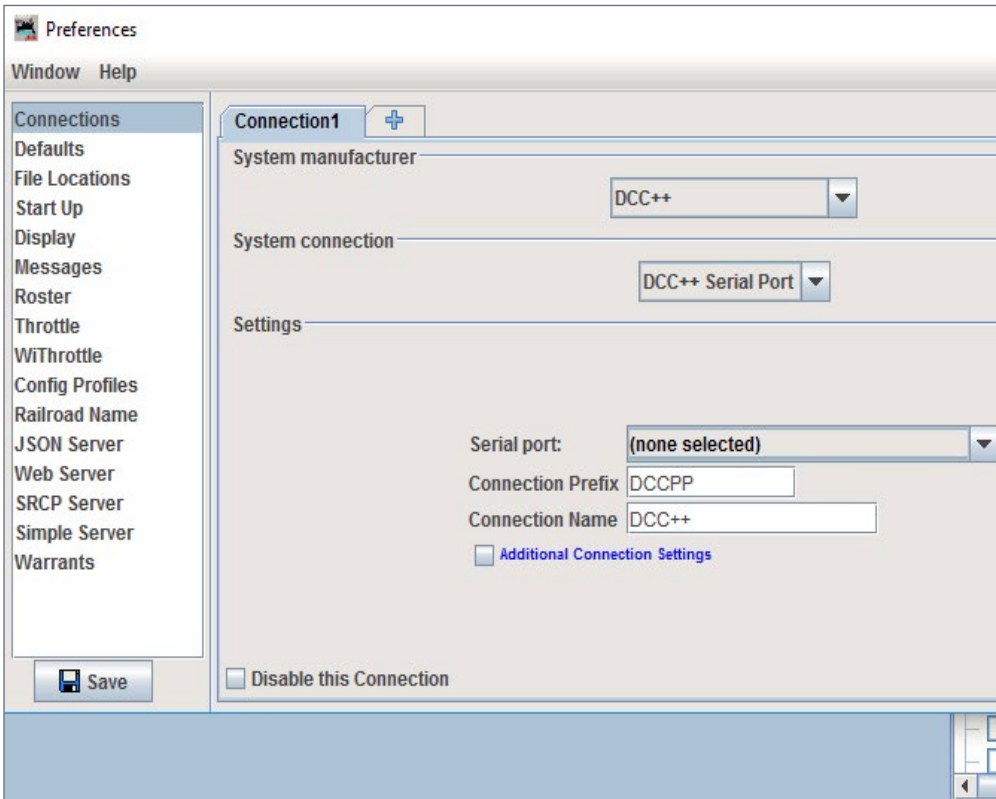 Preferences
Window Help
Connections
Defaults
File Locations
Start Up
Display
Messages
Roster
Throttle
WiThrottle
Config Profiles
Railroad Name
JSON Server
Web Server
SRCP Server
Simple Server
Warrants
Save
Connection1
System manufacturer
DCC++
System connection
DCC++ Serial Port
Settings
Serial port: (none selected)
Connection Prefix DCCPP
Connection Name DCC++
Additional Connection Settings
Disable this Connection